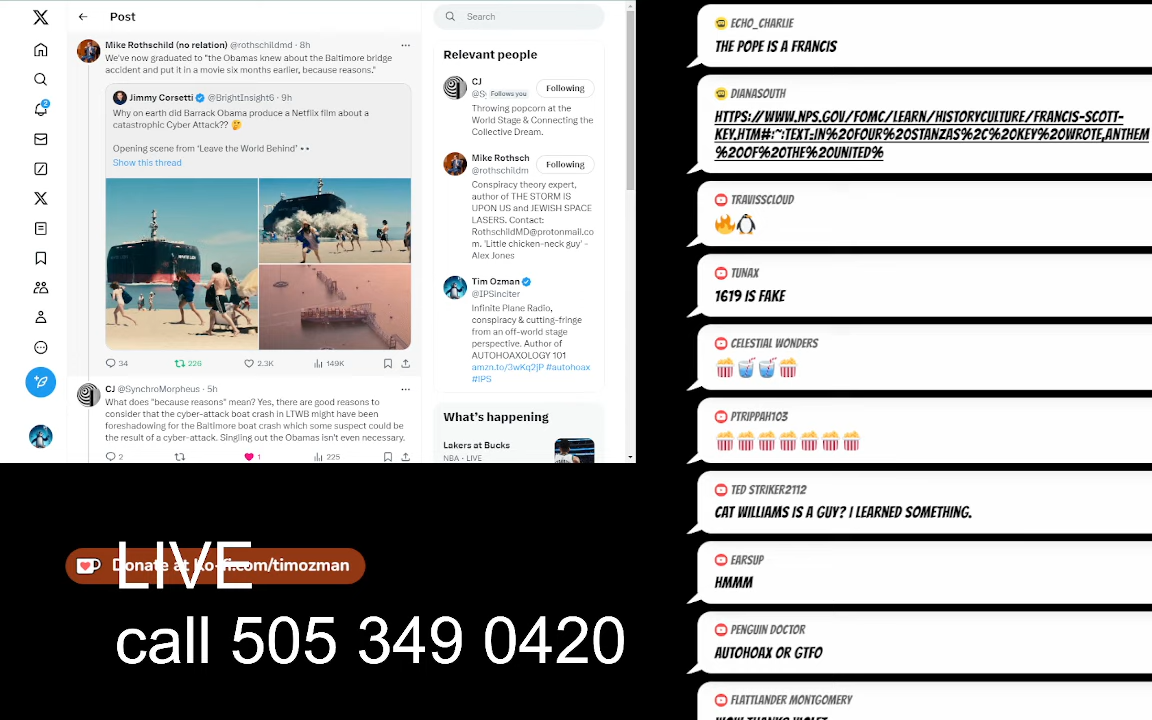 Post
Mike Rothschild (no relation) @rothschildmd · 8h
We've now graduated to "the Obamas knew about the Baltimore bridge
accident and put it in a movie six months earlier, because reasons."
Jimmy Corsetti @BrightInsight6 · 9h
Why on earth did Barrack Obama produce a Netflix film about a
catastrophic Cyber Attack?? 🤔
Opening scene from 'Leave the World Behind' 👀
Show this thread
34
226
2.3K
149K
CJ @SynchroMorpheus · 5h
What does "because reasons" mean? Yes, there are good reasons to
consider that the cyber-attack boat crash in LTWB might have been
foreshadowing for the Baltimore boat crash which some suspect could be
the result of a cyber-attack. Singling out the Obamas isn't even necessary.
2
1
225
2
Search
Relevant people
CJ
@S Follows you
Following
Throwing popcorn at the
World Stage & Connecting the
Collective Dream.
Mike Rothsch
@rothschildm
Following
Conspiracy theory expert,
author of THE STORM IS
UPON US and JEWISH SPACE
LASERS. Contact:
RothschildMD@protonmail.co
m. 'Little chicken-neck guy' -
Alex Jones
Tim Ozman
@IPSinciter
Infinite Plane Radio,
conspiracy & cutting-fringe
from an off-world stage
perspective. Author of
AUTOHOAXOLOGY 101
amzn.to/3wKq2jP #autohoax
#IPS
What's happening
Lakers at Bucks
NBA · LIVE
Donate at ko-fi.com/timozman
LIVE
call 505 349 0420
ECHO_CHARLIE
THE POPE IS A FRANCIS
DIANASOUTH
HTTPS://WWW.NPS.GOV/FOMC/LEARN/HISTORYCULTURE/FRANCIS-SCOTT-
KEY.HTM#:~:TEXT=IN%20FOUR%20STANZAS%2C%20KEY%20WROTE,ANTHEM
%20OF%20THE%20UNITED%
TRAVISSCLOUD
🔥🐧
TUNAX
1619 IS FAKE
CELESTIAL WONDERS
🍿🥤🥤🍿
PTRIPPAH103
🍿🍿🍿🍿🍿🍿🍿
TED STRIKER2112
CAT WILLIAMS IS A GUY? I LEARNED SOMETHING.
EARSUP
HMMM
PENGUIN DOCTOR
AUTOHOAX OR GTFO
FLATTLANDER MONTGOMERY
WOW THANKS VIOLET